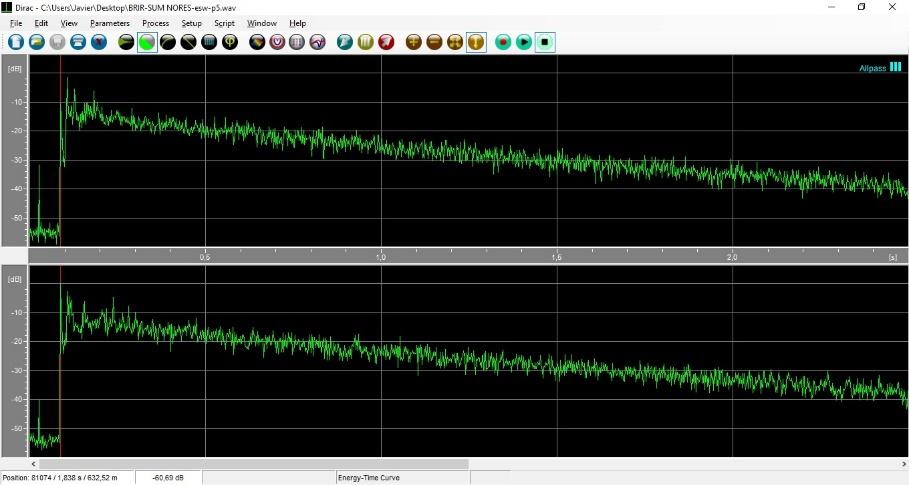 Dirac - C:\Users\Javier\Desktop\BRIR-SUM NORES-esw-p5.wav
File Edit View Parameters Process Setup Script Window Help
[dB]
Allpass
-10
-20
-30
-40
-50
0,5 1,0 1,5 2,0 [s]
[dB]
-10
-20
-30
-40
-50
Position: 81074 / 1,838 s / 632,52 m -60,69 dB Energy-Time Curve